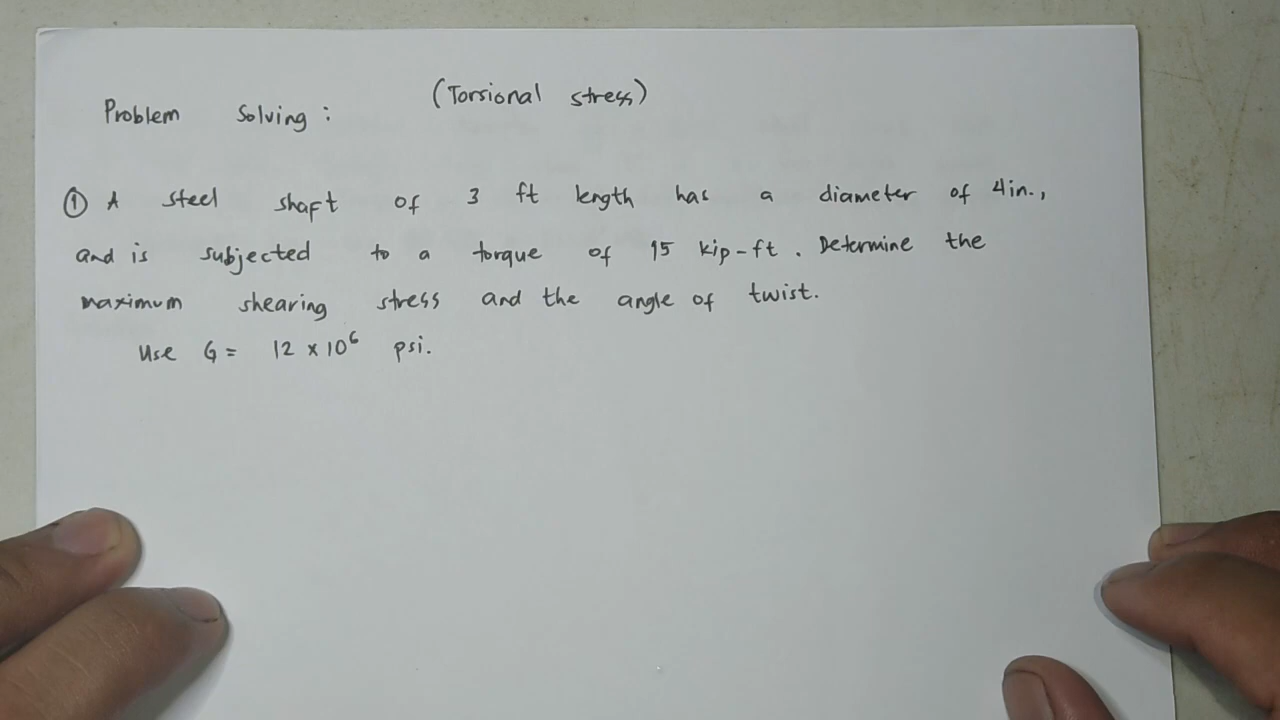 (Torsional stress)
Problem Solving:
① A steel shaft of 3 ft length has a diameter of 4in.,
and is subjected to a torque of 15 kip-ft. Determine the
maximum shearing stress and the angle of twist.
Use G = 12 x 10⁶ psi.